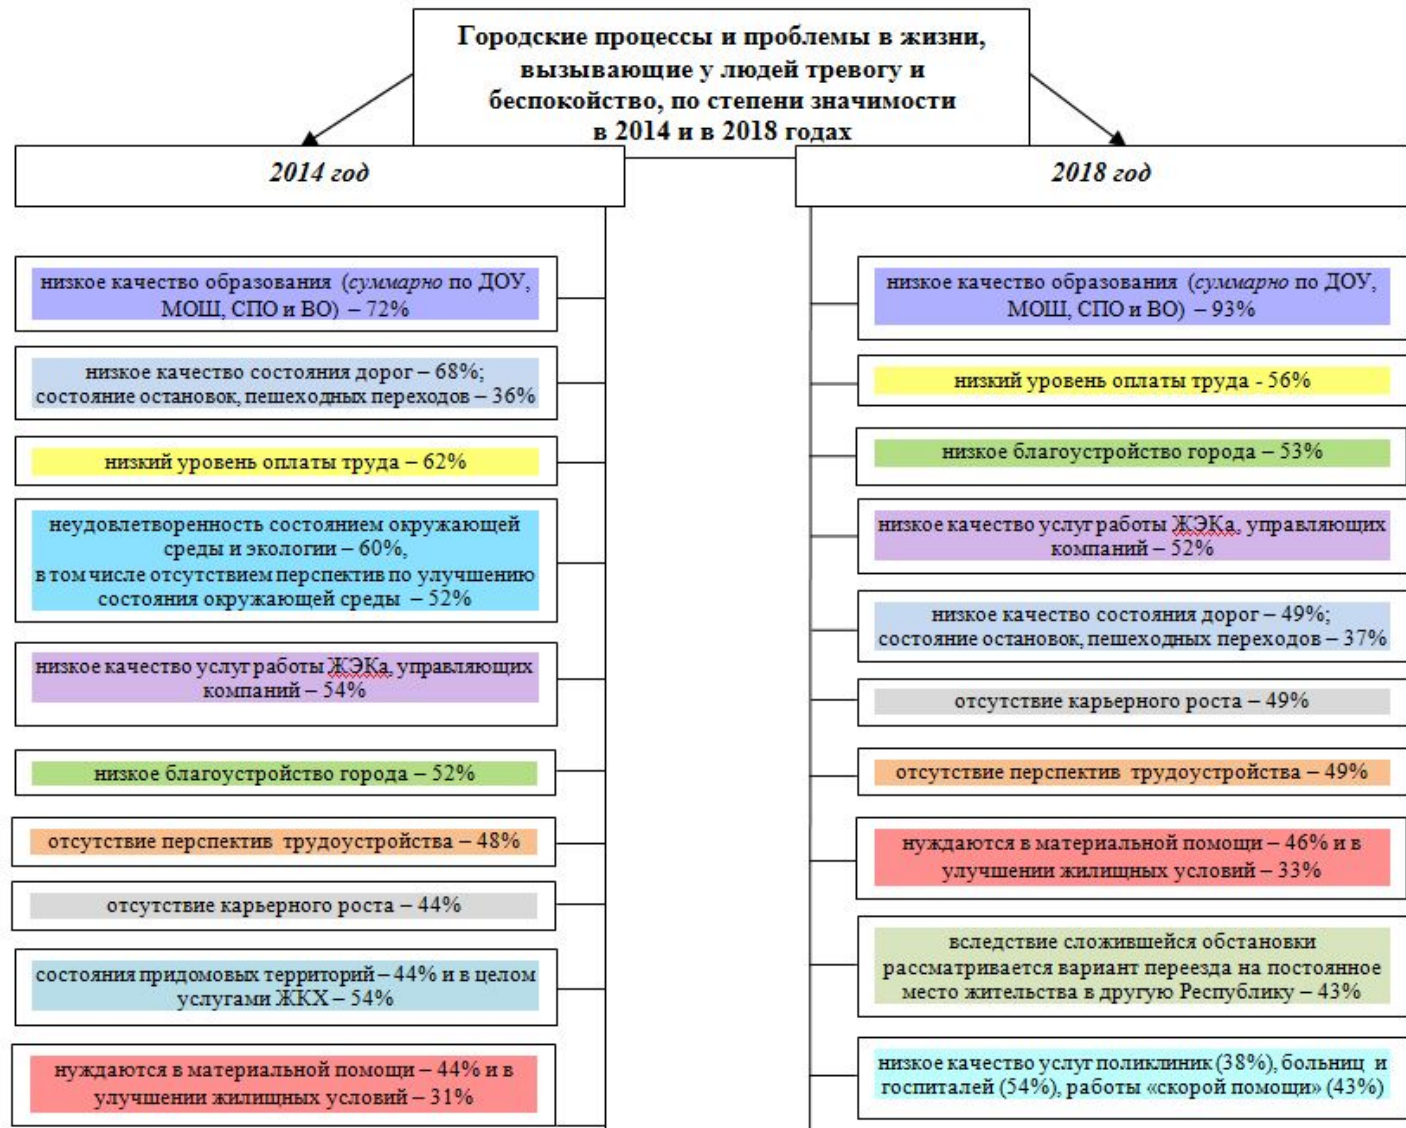 Городские процессы и проблемы в жизни,
вызывающие у людей тревогу и
беспокойство, по степени значимости
в 2014 и в 2018 годах
2014 год
низкое качество образования (суммарно по ДОУ,
МОШ, СПО и ВО) – 72%
низкое качество состояния дорог – 68%;
состояние остановок, пешеходных переходов – 36%
низкий уровень оплаты труда – 62%
неудовлетворенность состоянием окружающей
среды и экологии – 60%,
в том числе отсутствием перспектив по улучшению
состояния окружающей среды – 52%
низкое качество услуг работы ЖЭКа, управляющих
компаний – 54%
низкое благоустройство города – 52%
отсутствие перспектив трудоустройства – 48%
отсутствие карьерного роста – 44%
состояния придомовых территорий – 44% и в целом
услугами ЖКХ – 54%
нуждаются в материальной помощи – 44% и в
улучшении жилищных условий – 31%
2018 год
низкое качество образования (суммарно по ДОУ,
МОШ, СПО и ВО) – 93%
низкий уровень оплаты труда - 56%
низкое благоустройство города – 53%
низкое качество услуг работы ЖЭКа, управляющих
компаний – 52%
низкое качество состояния дорог – 49%;
состояние остановок, пешеходных переходов – 37%
отсутствие карьерного роста – 49%
отсутствие перспектив трудоустройства – 49%
нуждаются в материальной помощи – 46% и в
улучшении жилищных условий – 33%
вследствие сложившейся обстановки
рассматривается вариант переезда на постоянное
место жительства в другую Республику – 43%
низкое качество услуг поликлиник (38%), больниц и
госпиталей (54%), работы «скорой помощи» (43%)